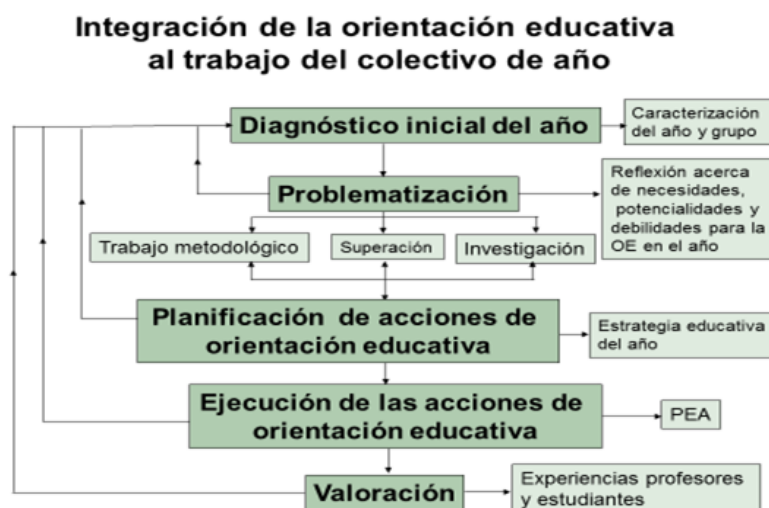 Integración de la orientación educativa
al trabajo del colectivo de año
Diagnóstico inicial del año
Caracterización
del año y grupo
Problematización
Reflexión acerca
de necesidades,
potencialidades y
debilidades para la
OE en el año
Trabajo metodológico
Superación
Investigación
Planificación de acciones de
orientación educativa
Estrategia educativa
del año
Ejecución de las acciones de
orientación educativa
PEA
Valoración
Experiencias profesores
y estudiantes